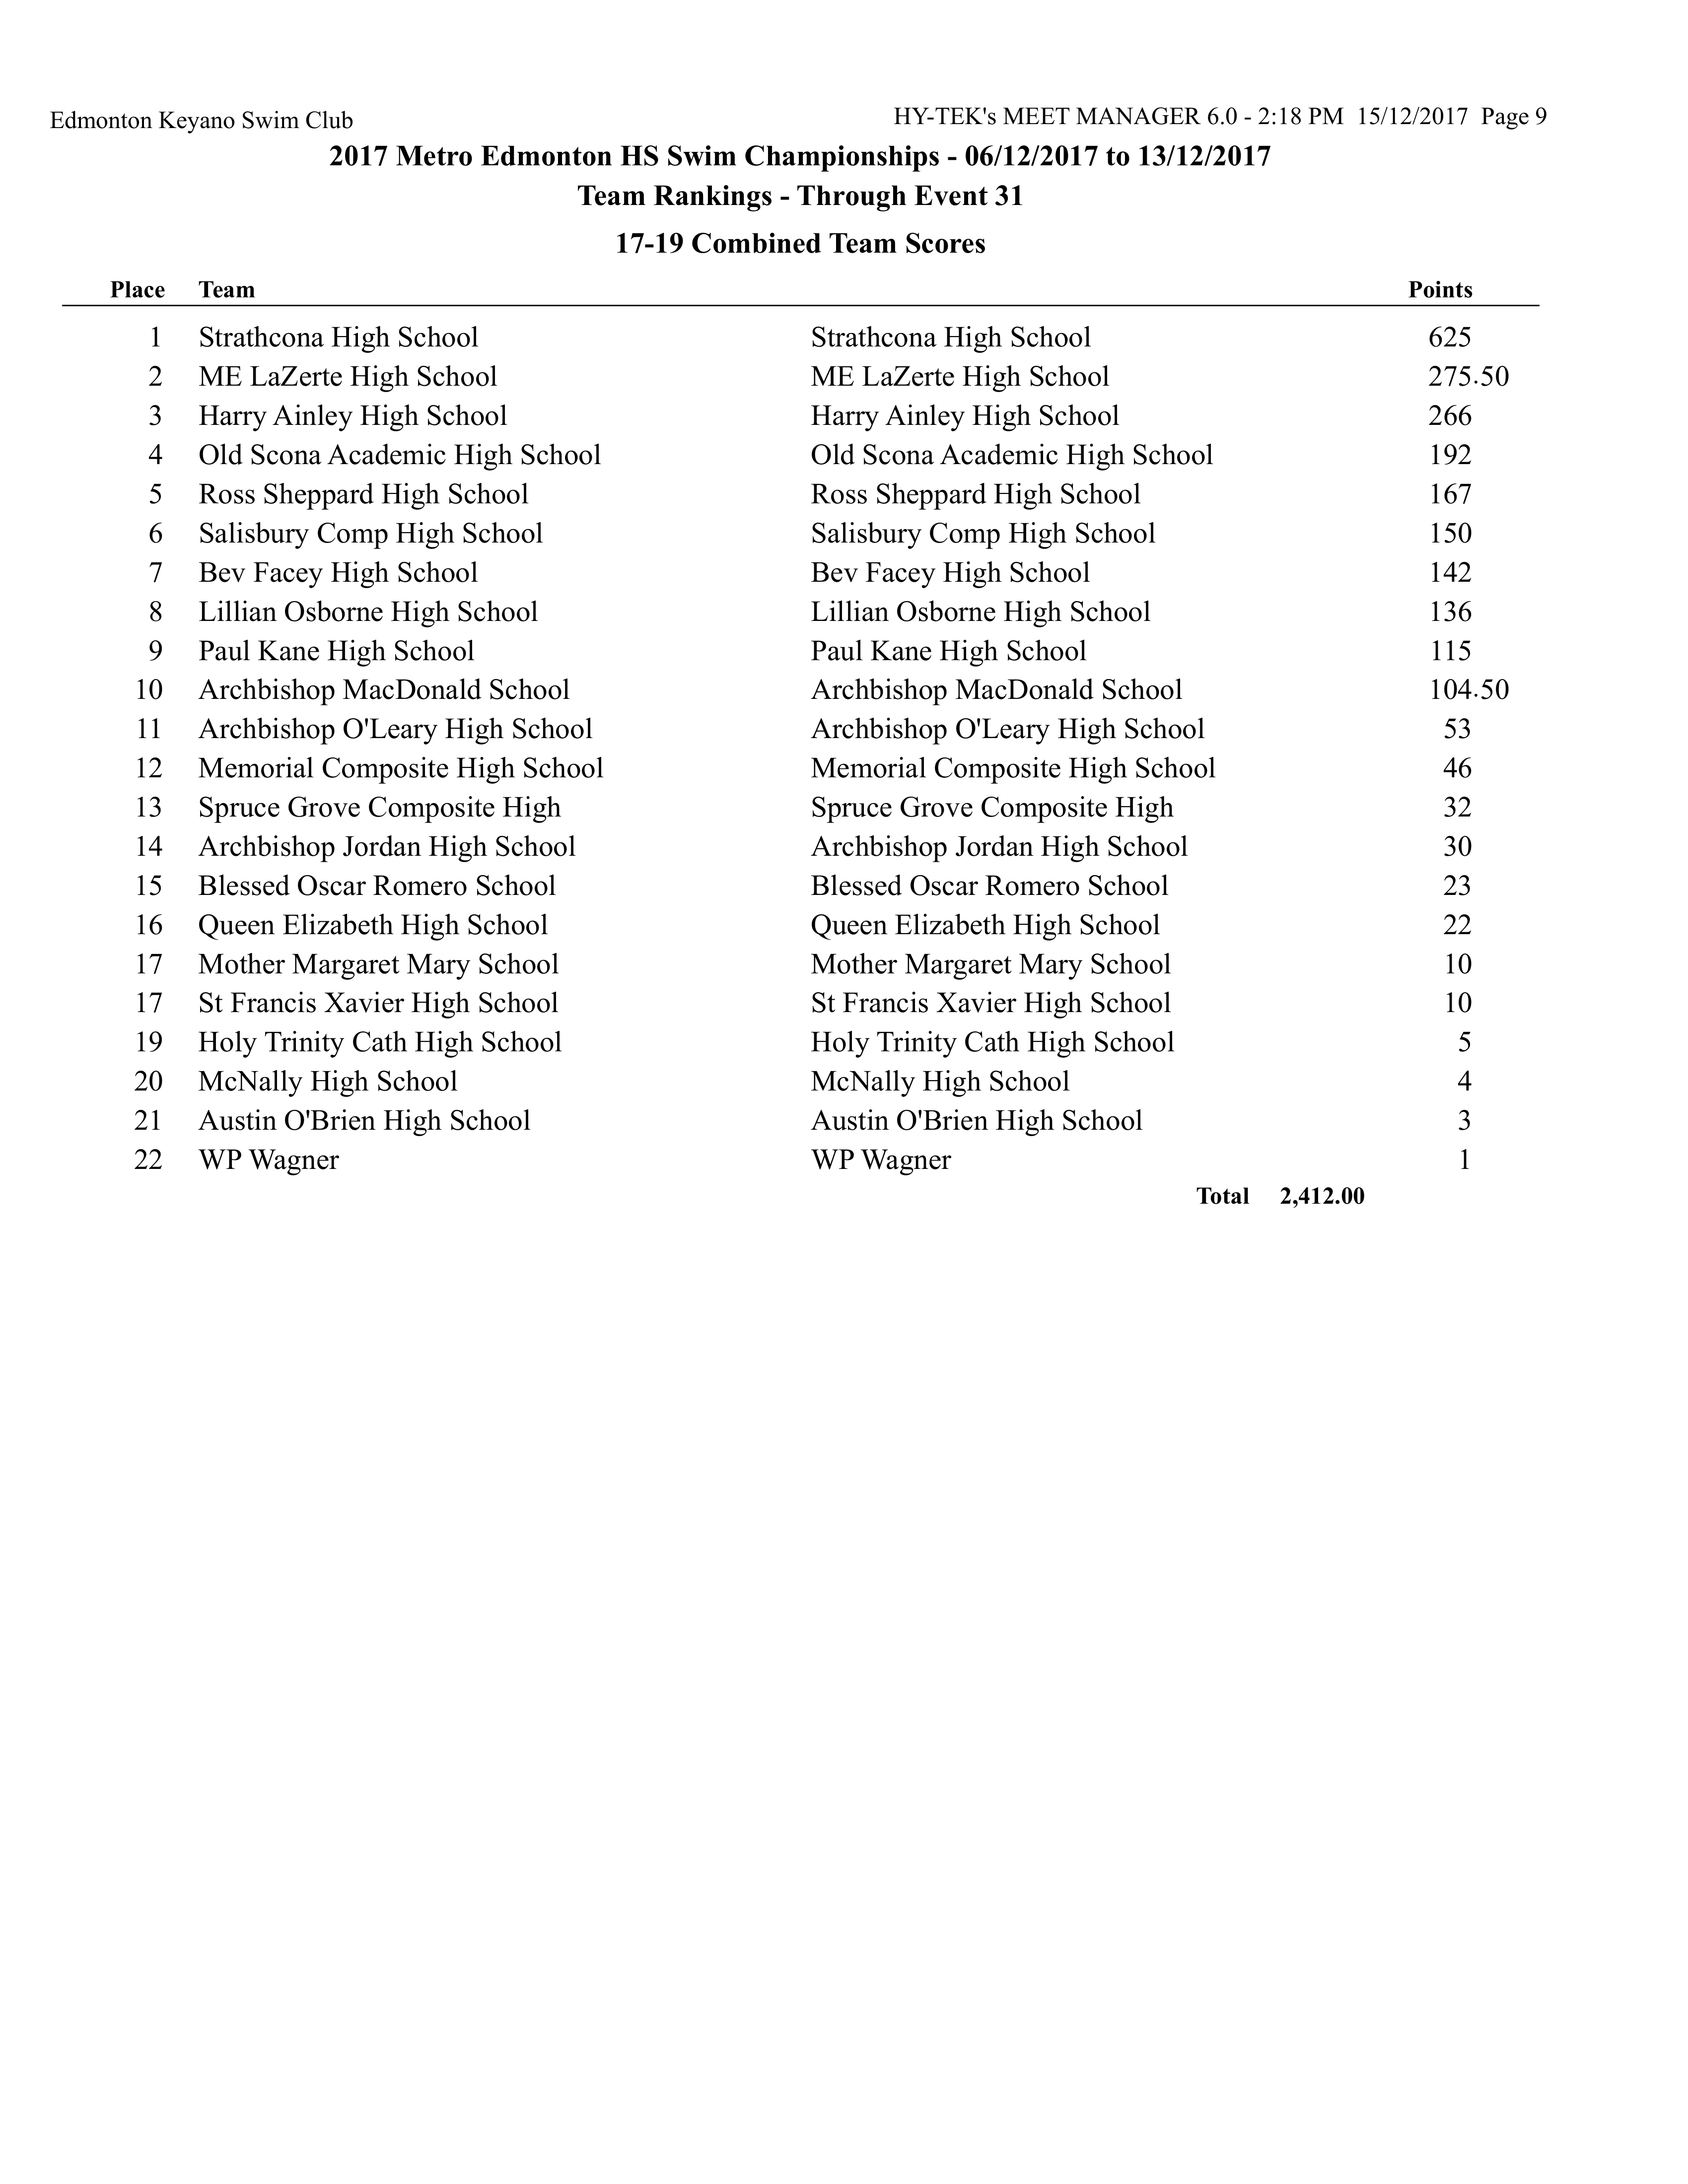 Edmonton Keyano Swim Club HY-TEK's MEET MANAGER 6.0 - 2:18 PM 15/12/2017 Page 9
2017 Metro Edmonton HS Swim Championships - 06/12/2017 to 13/12/2017
Team Rankings - Through Event 31
17-19 Combined Team Scores
Place Team Points
1 Strathcona High School Strathcona High School 625
2 ME LaZerte High School ME LaZerte High School 275.50
3 Harry Ainley High School Harry Ainley High School 266
4 Old Scona Academic High School Old Scona Academic High School 192
5 Ross Sheppard High School Ross Sheppard High School 167
6 Salisbury Comp High School Salisbury Comp High School 150
7 Bev Facey High School Bev Facey High School 142
8 Lillian Osborne High School Lillian Osborne High School 136
9 Paul Kane High School Paul Kane High School 115
10 Archbishop MacDonald School Archbishop MacDonald School 104.50
11 Archbishop O'Leary High School Archbishop O'Leary High School 53
12 Memorial Composite High School Memorial Composite High School 46
13 Spruce Grove Composite High Spruce Grove Composite High 32
14 Archbishop Jordan High School Archbishop Jordan High School 30
15 Blessed Oscar Romero School Blessed Oscar Romero School 23
16 Queen Elizabeth High School Queen Elizabeth High School 22
17 Mother Margaret Mary School Mother Margaret Mary School 10
17 St Francis Xavier High School St Francis Xavier High School 10
19 Holy Trinity Cath High School Holy Trinity Cath High School 5
20 McNally High School McNally High School 4
21 Austin O'Brien High School Austin O'Brien High School 3
22 WP Wagner WP Wagner 1
Total 2,412.00